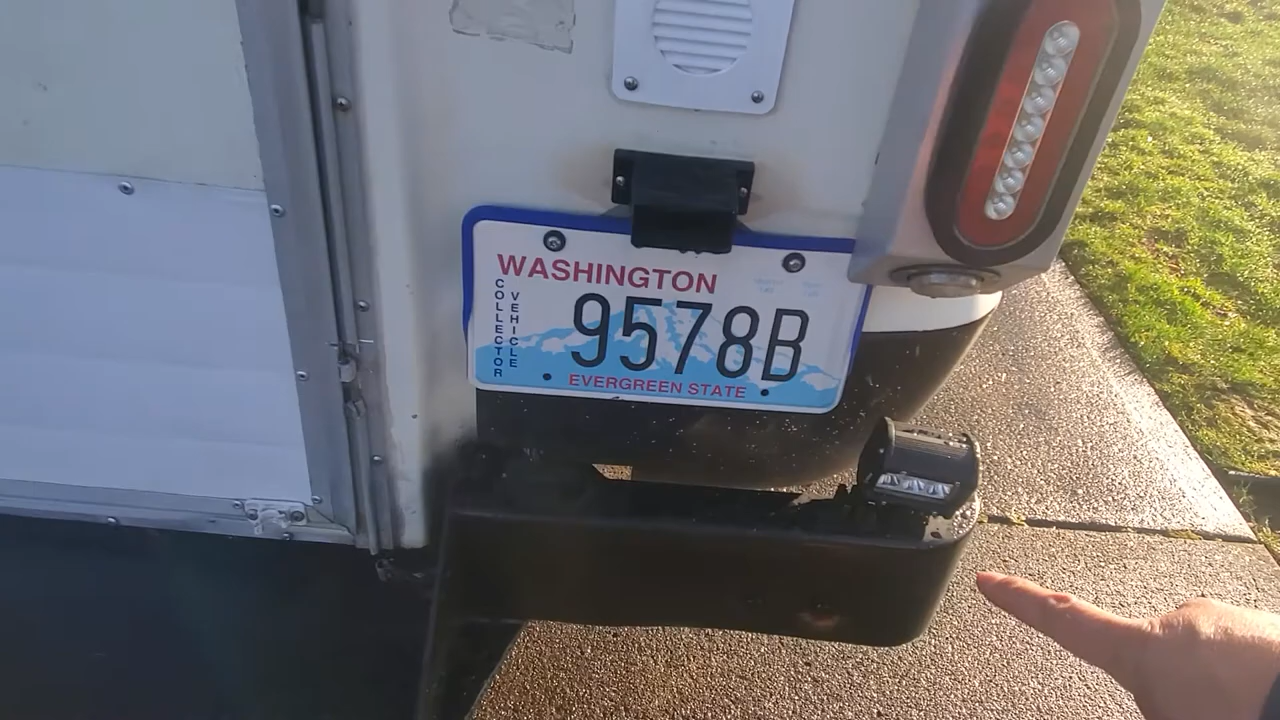 WASHINGTON
COLLECTOR
VEHICLE
9578B
EVERGREEN STATE